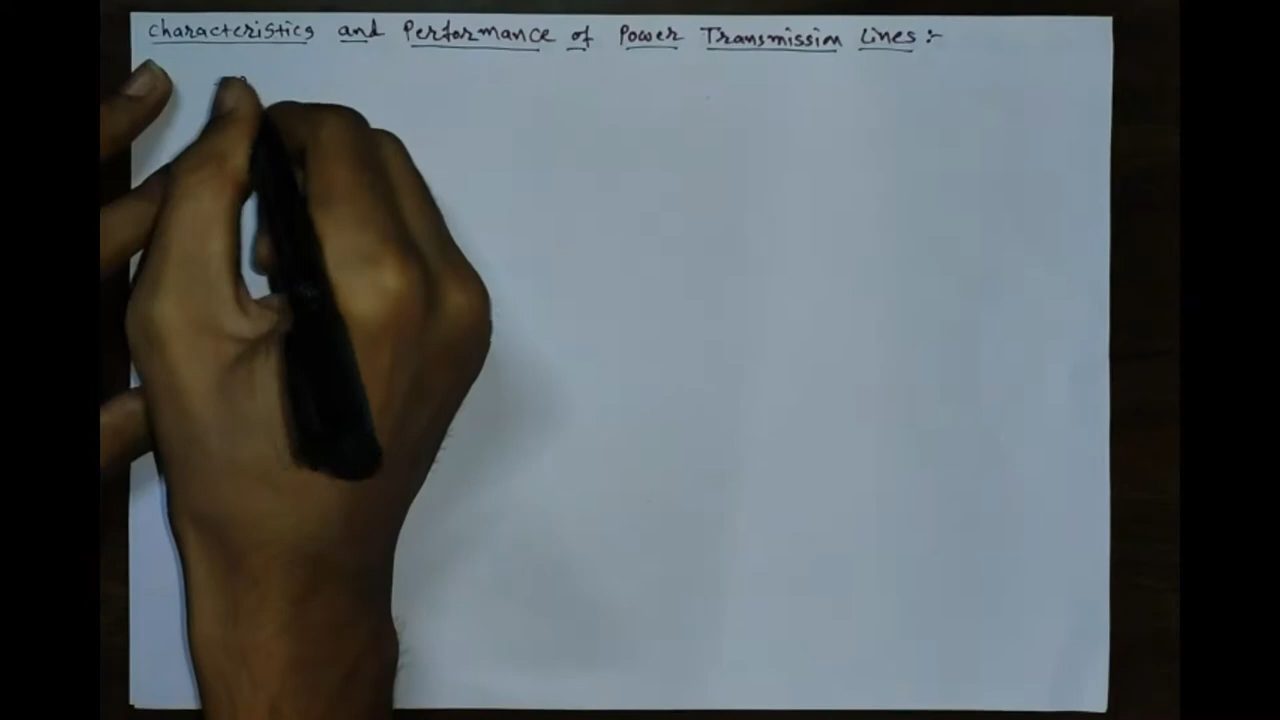 characteristics and Performance of Power Transmission Lines :-